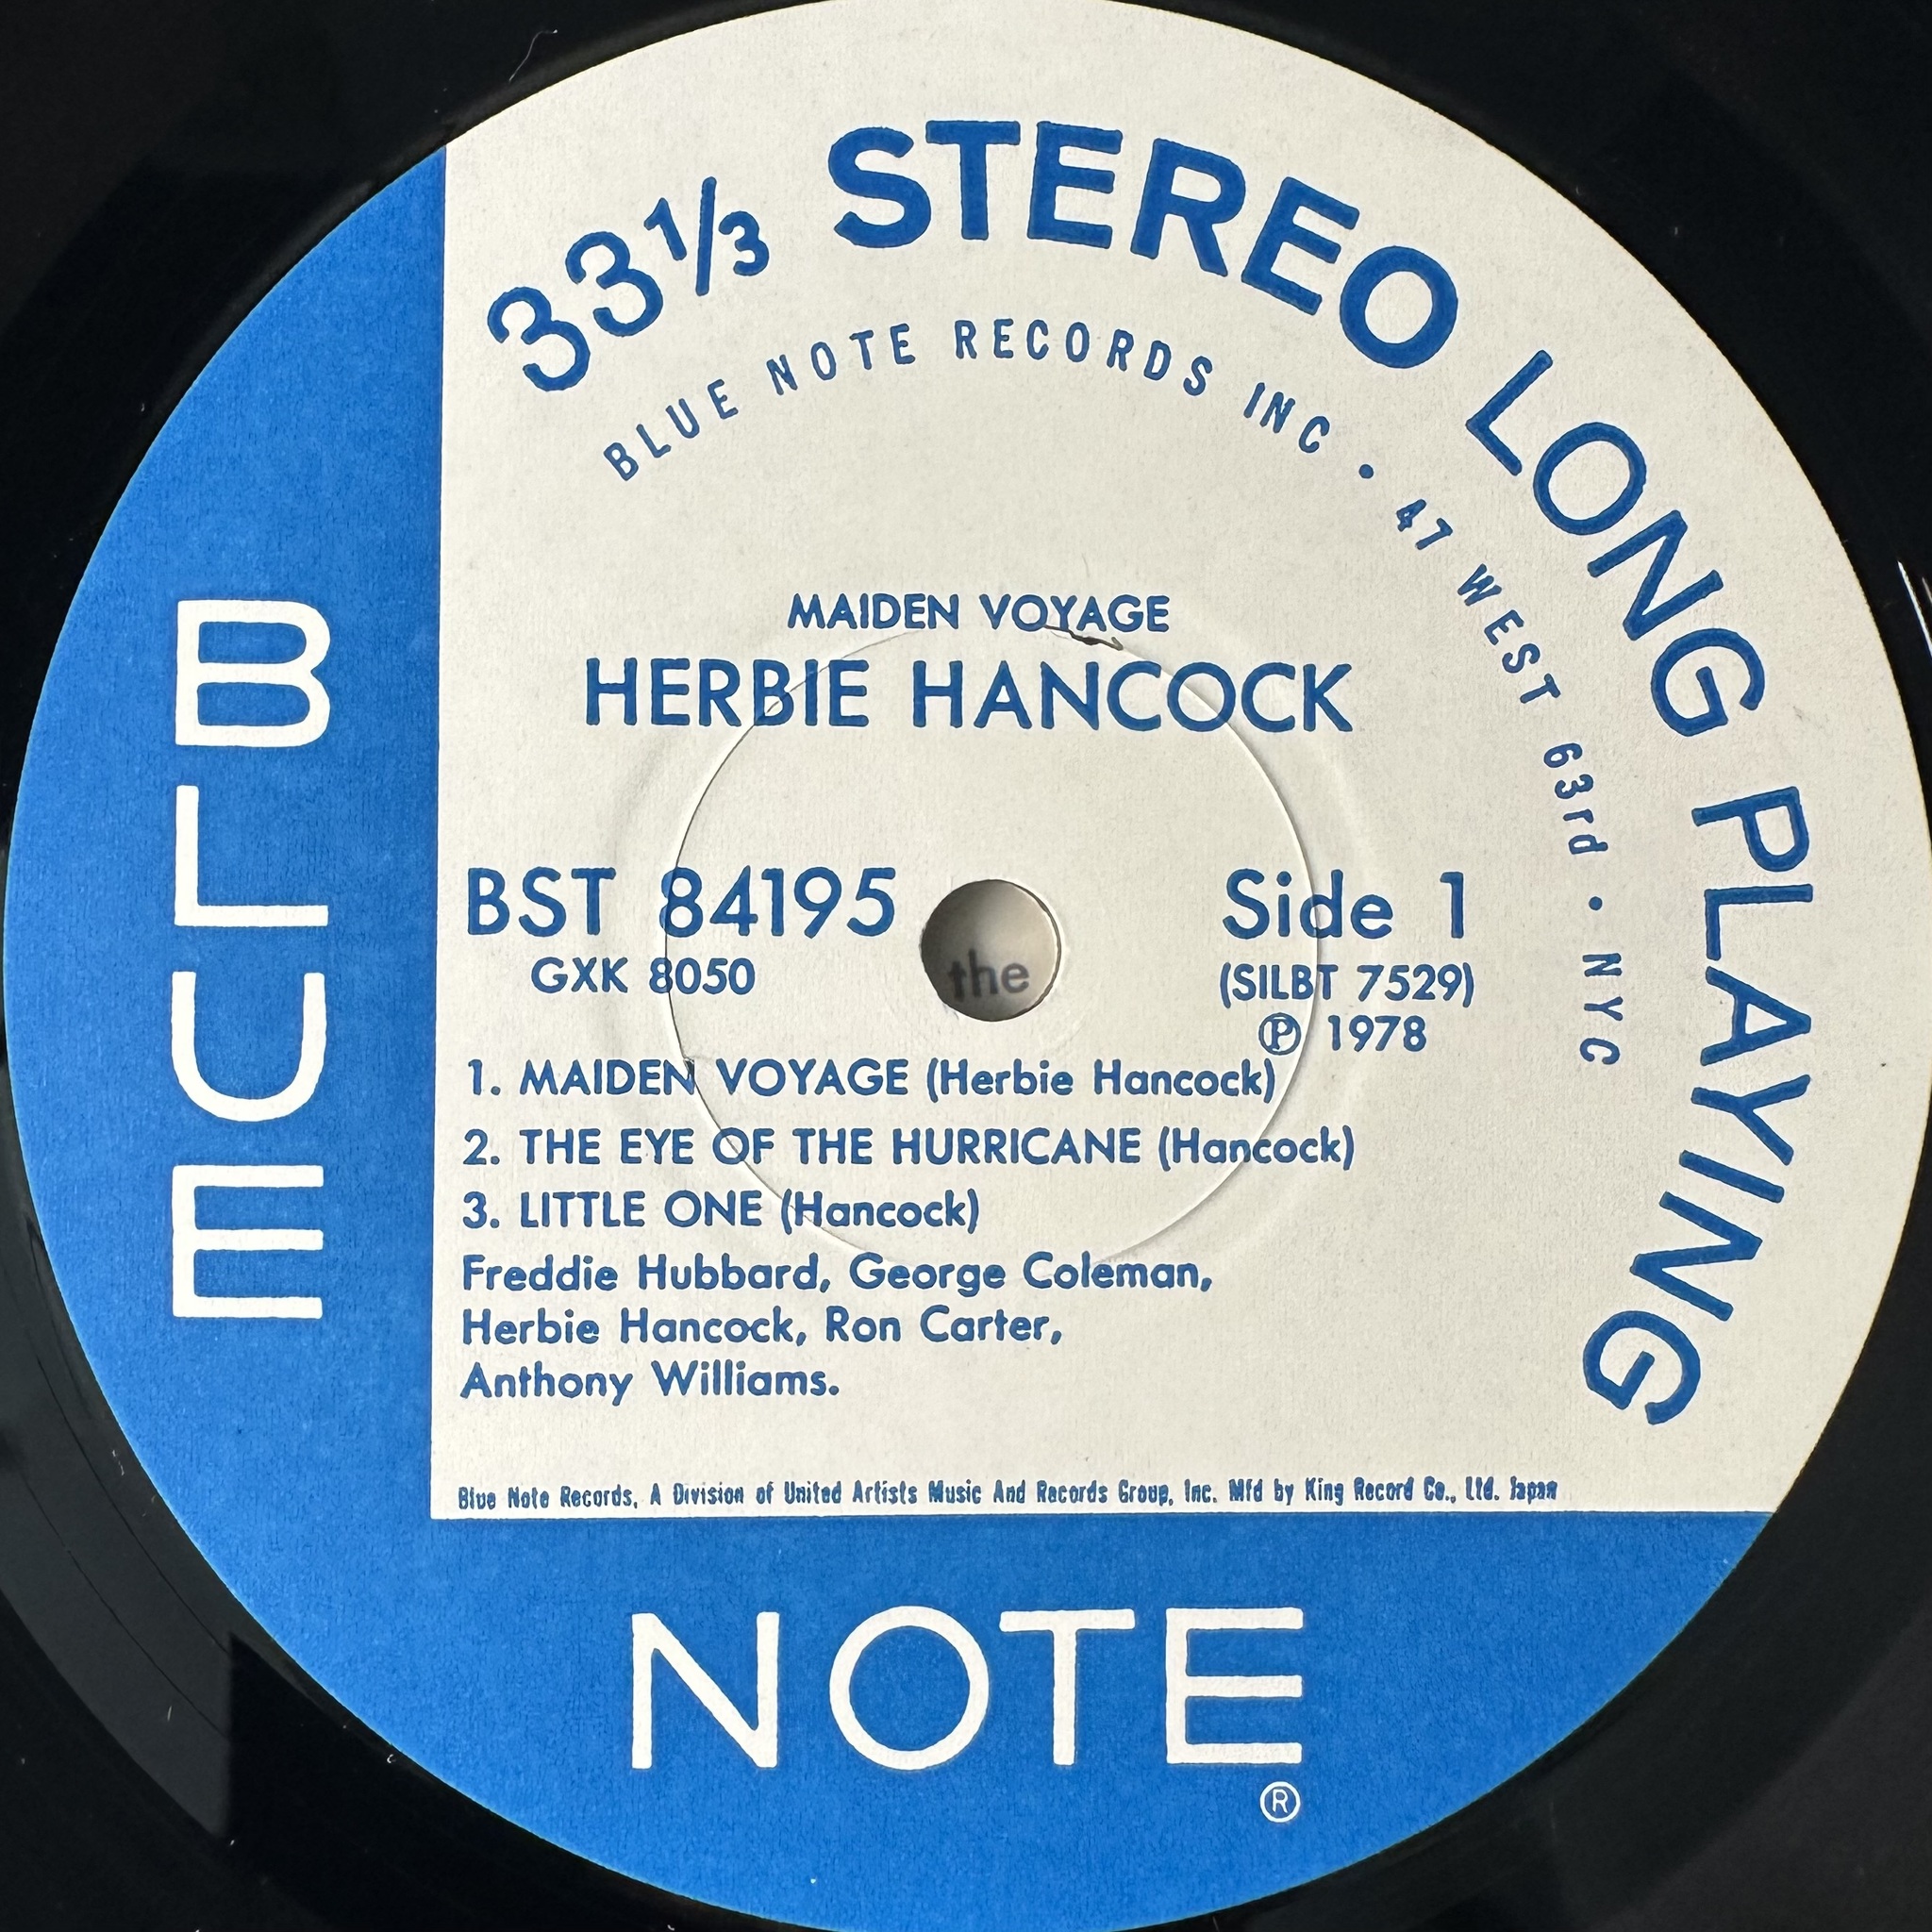 33⅓ STEREO LONG PLAYING
BLUE NOTE RECORDS INC • 47 WEST 63rd • NYC
MAIDEN VOYAGE
HERBIE HANCOCK
BST 84195
GXK 8050
the
Side 1
(SILBT 7529)
Ⓟ 1978
1. MAIDEN VOYAGE (Herbie Hancock)
2. THE EYE OF THE HURRICANE (Hancock)
3. LITTLE ONE (Hancock)
Freddie Hubbard, George Coleman,
Herbie Hancock, Ron Carter,
Anthony Williams.
Blue Note Records, A Division of United Artists Music And Records Group, Inc. Mfd by King Record Co., Ltd. Japan
BLUE
NOTE
®